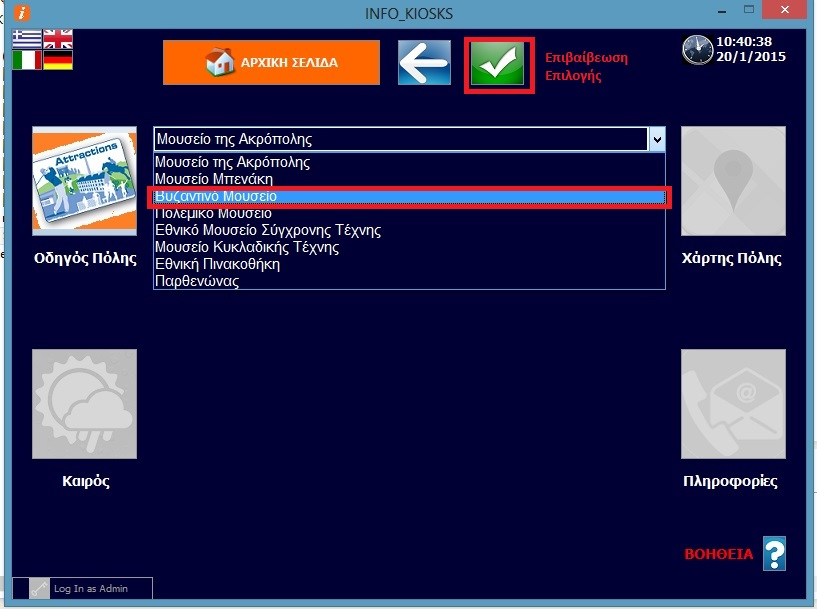 INFO_KIOSKS
ΑΡΧΙΚΗ ΣΕΛΙΔΑ
Επιβαίβεωση
Επιλογής
10:40:38
20/1/2015
Attractions
Οδηγός Πόλης
Μουσείο της Ακρόπολης
Μουσείο της Ακρόπολης
Μουσείο Μπενάκη
Βυζαντινό Μουσείο
Πολεμικό Μουσείο
Εθνικό Μουσείο Σύγχρονης Τέχνης
Μουσείο Κυκλαδικής Τέχνης
Εθνική Πινακοθήκη
Παρθενώνας
Χάρτης Πόλης
Καιρός
Πληροφορίες
ΒΟΗΘΕΙΑ
Log In as Admin